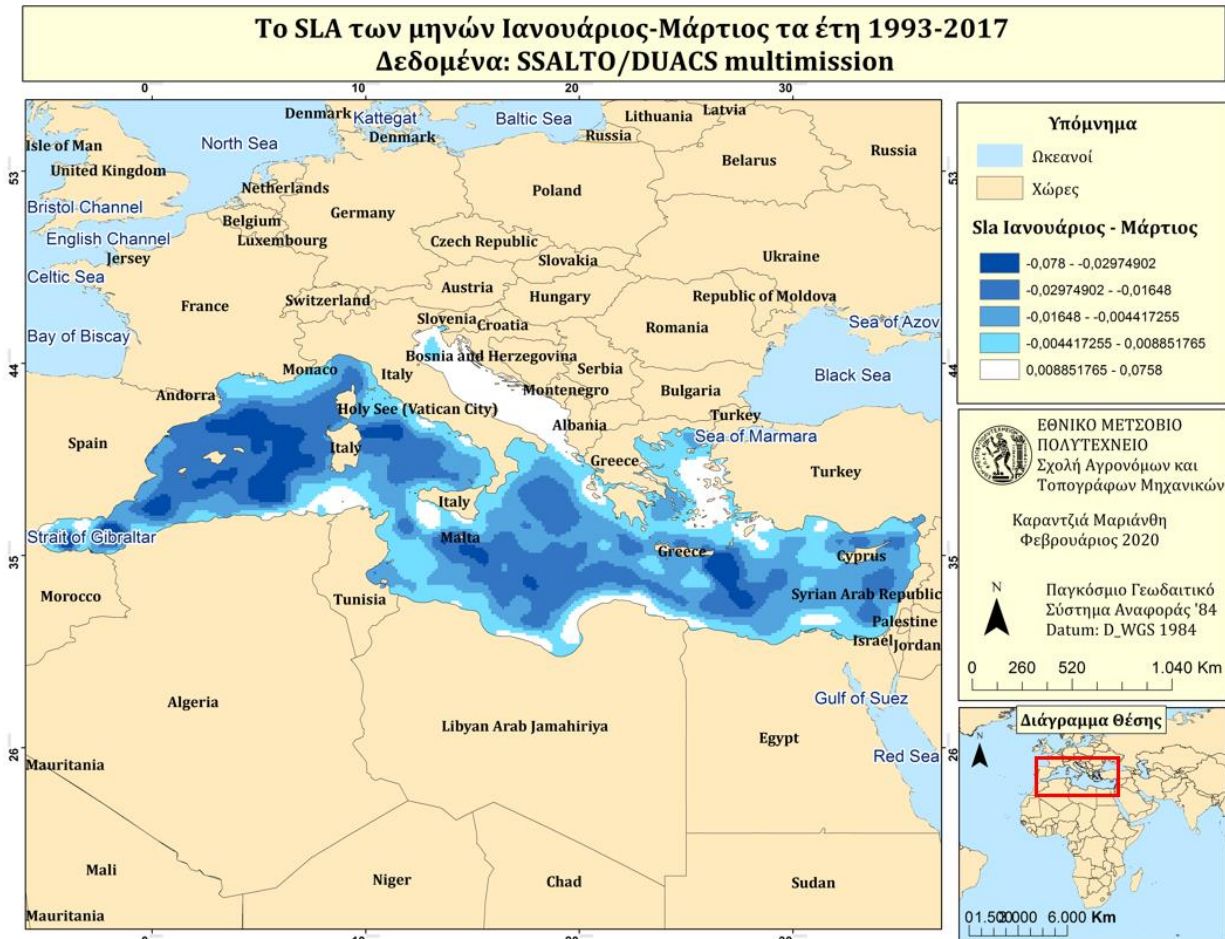 Το SLA των μηνών Ιανουάριος-Μάρτιος τα έτη 1993-2017
Δεδομένα: SSALTO/DUACS multimission
0 10 20 30
Denmark Kattegat Baltic Sea Lithuania Latvia
North Sea Denmark Russia Russia
Isle of Man Belarus
53 United Kingdom 53
Netherlands Poland
Bristol Channel Belgium Germany
English Channel Luxembourg Czech Republic
Jersey Slovakia Ukraine
Celtic Sea Austria
France Switzerland Hungary Republic of Moldova
Slovenia Croatia Romania Sea of Azov
Bay of Biscay Bosnia and Herzegovina
44 Monaco Italy Serbia Black Sea 44
Andorra Montenegro Bulgaria
Holy See (Vatican City) Albania Turkey
Spain Italy Sea of Marmara
Greece Turkey
Italy
Strait of Gibraltar Malta
35 Greece Cyprus 35
Morocco Tunisia Syrian Arab Republic
Palestine
Israel Jordan
Algeria Libyan Arab Jamahiriya Egypt Gulf of Suez
26 Red Sea 26
Mauritania
Mali Niger Chad Sudan
Mauritania
Υπόμνημα
Ωκεανοί
Χώρες
Sla Ιανουάριος - Μάρτιος
-0,078 - -0,02974902
-0,02974902 - -0,01648
-0,01648 - -0,004417255
-0,004417255 - 0,008851765
0,008851765 - 0,0758
ΕΘΝΙΚΟ ΜΕΤΣΟΒΙΟ
ΠΟΛΥΤΕΧΝΕΙΟ
Σχολή Αγρονόμων και
Τοπογράφων Μηχανικών
Καραντζιά Μαριάνθη
Φεβρουάριος 2020
N
Παγκόσμιο Γεωδαιτικό
Σύστημα Αναφοράς '84
Datum: D_WGS 1984
0 260 520 1.040 Km
Διάγραμμα Θέσης
N
6.000 Km